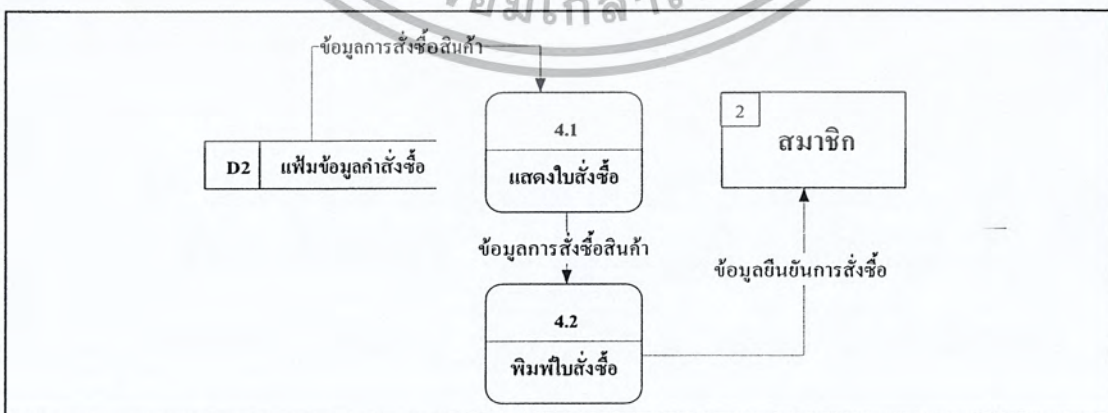 ข้อมูลการสั่งซื้อสินค้า
4.1
แสดงใบสั่งซื้อ
2
สมาชิก
D2
แฟ้มข้อมูลคำสั่งซื้อ
ข้อมูลการสั่งซื้อสินค้า
ข้อมูลยืนยันการสั่งซื้อ
4.2
พิมพ์ใบสั่งซื้อ